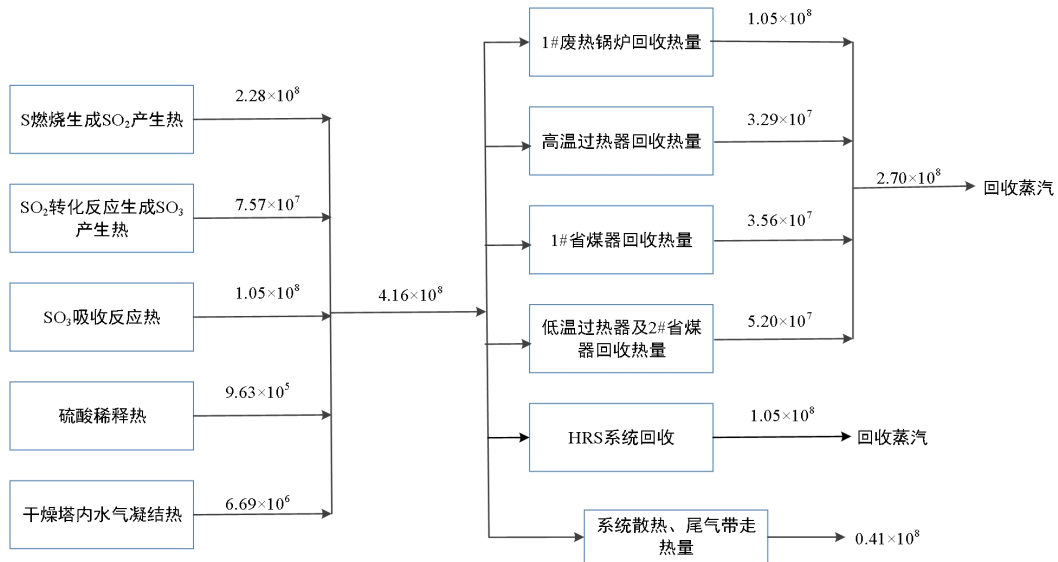 S燃烧生成SO₂产生热
2.28×10⁸
SO₂转化反应生成SO₃
产生热
7.57×10⁷
SO₃吸收反应热
1.05×10⁸
硫酸稀释热
9.63×10⁵
干燥塔内水气凝结热
6.69×10⁶
4.16×10⁸
1#废热锅炉回收热量
1.05×10⁸
高温过热器回收热量
3.29×10⁷
1#省煤器回收热量
3.56×10⁷
低温过热器及2#省煤
器回收热量
5.20×10⁷
2.70×10⁸
回收蒸汽
HRS系统回收
1.05×10⁸
回收蒸汽
系统散热、尾气带走
热量
0.41×10⁸